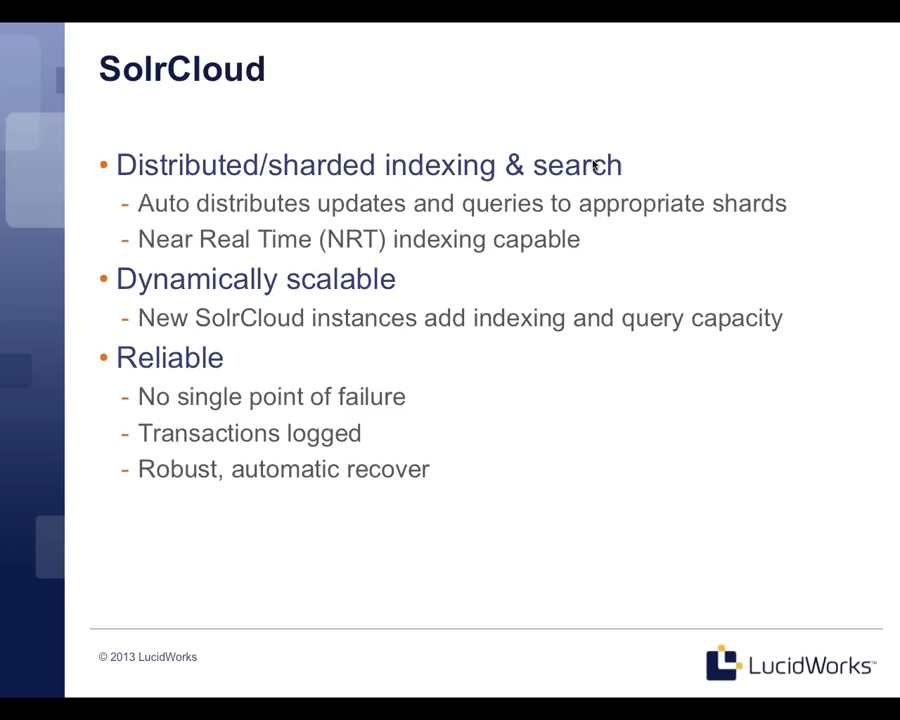 SolrCloud
• Distributed/sharded indexing & search
- Auto distributes updates and queries to appropriate shards
- Near Real Time (NRT) indexing capable
• Dynamically scalable
- New SolrCloud instances add indexing and query capacity
• Reliable
- No single point of failure
- Transactions logged
- Robust, automatic recover
© 2013 LucidWorks
LucidWorks™